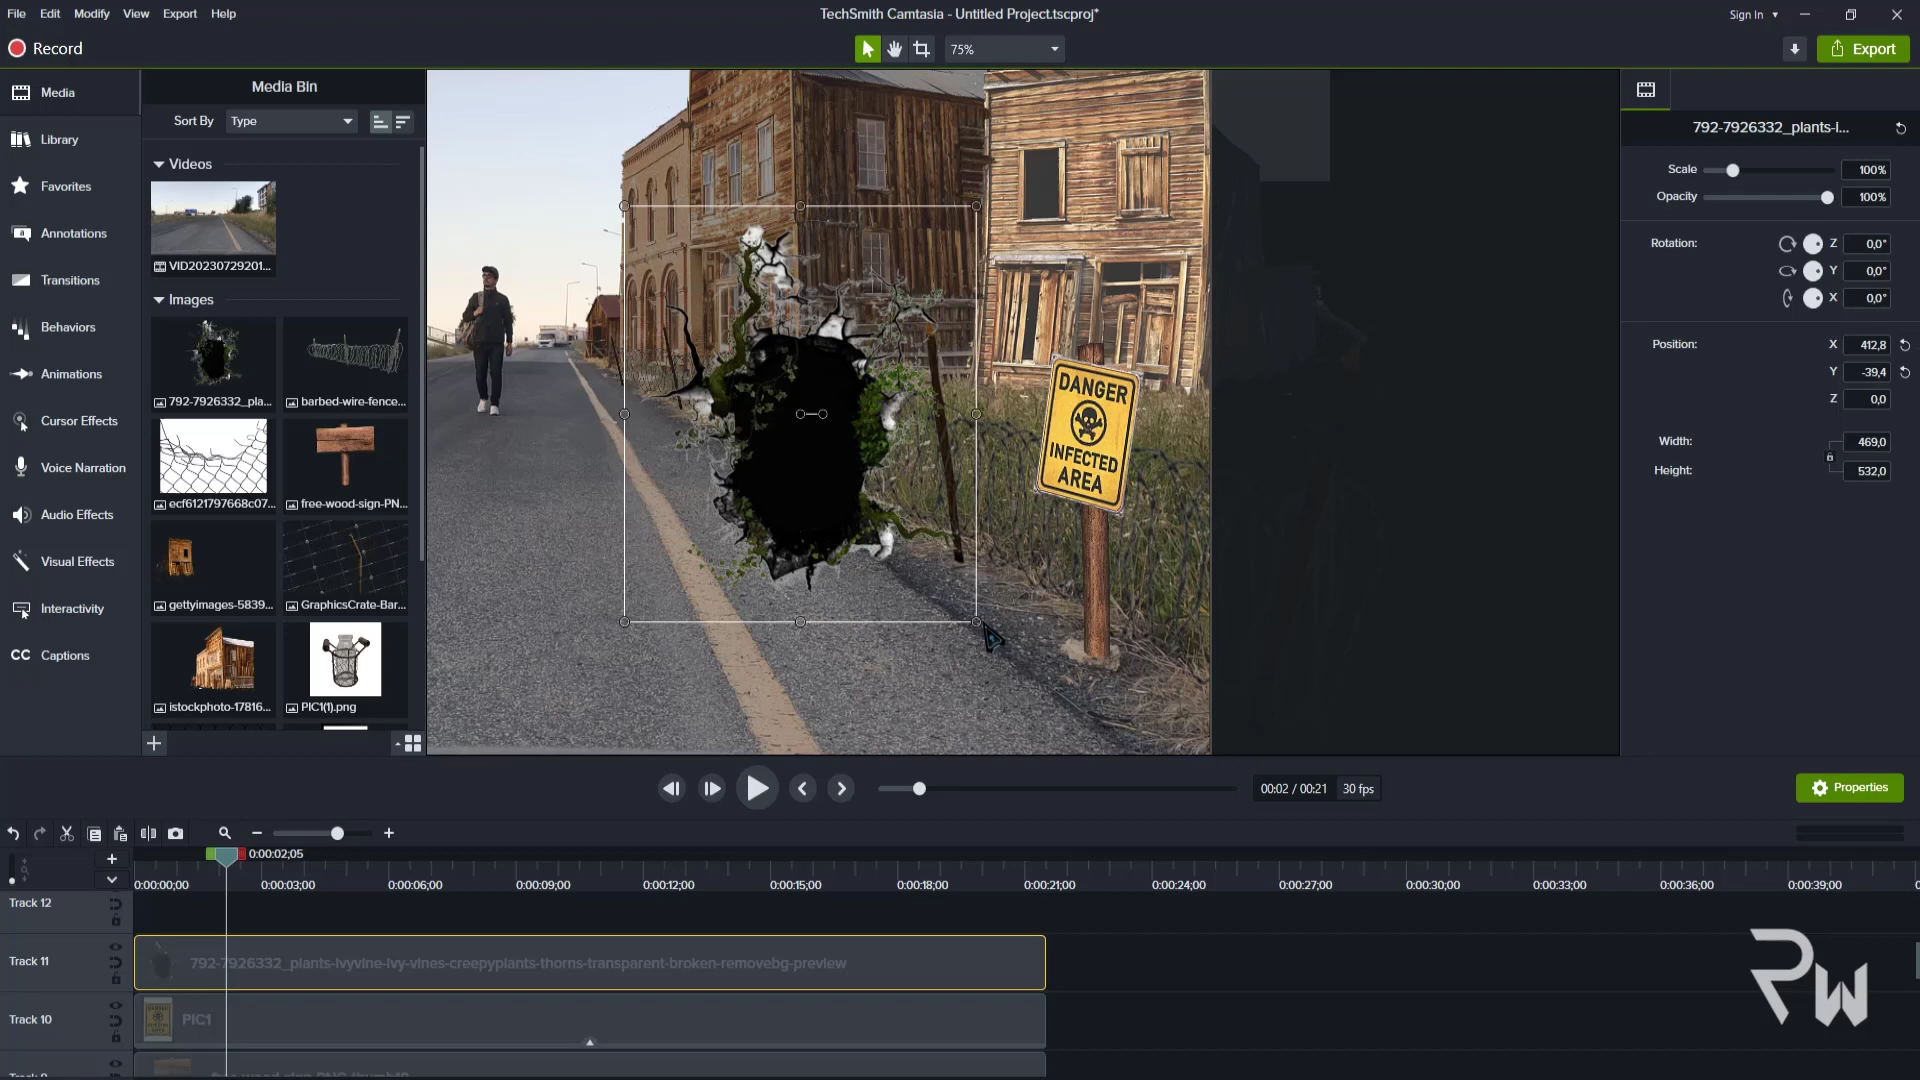 File Edit Modify View Export Help
TechSmith Camtasia - Untitled Project.tscproj*
Sign In
Record
75%
Export
Media
Library
Favorites
Annotations
Transitions
Behaviors
Animations
Cursor Effects
Voice Narration
Audio Effects
Visual Effects
Interactivity
CC Captions
Media Bin
Sort By Type
Videos
VID20230729201...
Images
792-7926332_pla...
barbed-wire-fence...
ecf6121797668c07...
free-wood-sign-PN...
gettyimages-5839...
GraphicsCrate-Bar...
istockphoto-17816...
PIC1(1).png
DANGER
INFECTED
AREA
792-7926332_plants-i...
Scale 100%
Opacity 100%
Rotation: Z 0,0°
Y 0,0°
X 0,0°
Position: X 412,8
Y -39,4
Z 0,0
Width: 469,0
Height: 532,0
00:02 / 00:21 30 fps
Properties
0:00:02;05
0:00:00;00 0:00:03;00 0:00:06;00 0:00:09;00 0:00:12;00 0:00:15;00 0:00:18;00 0:00:21;00 0:00:24;00 0:00:27;00 0:00:30;00 0:00:33;00 0:00:36;00 0:00:39;00
Track 12
Track 11
792-7926332_plants-ivyvine-ivy-vines-creepyplants-thorns-transparent-broken-removebg-preview
Track 10
DANGER
INFECTED
AREA
PIC1
RW